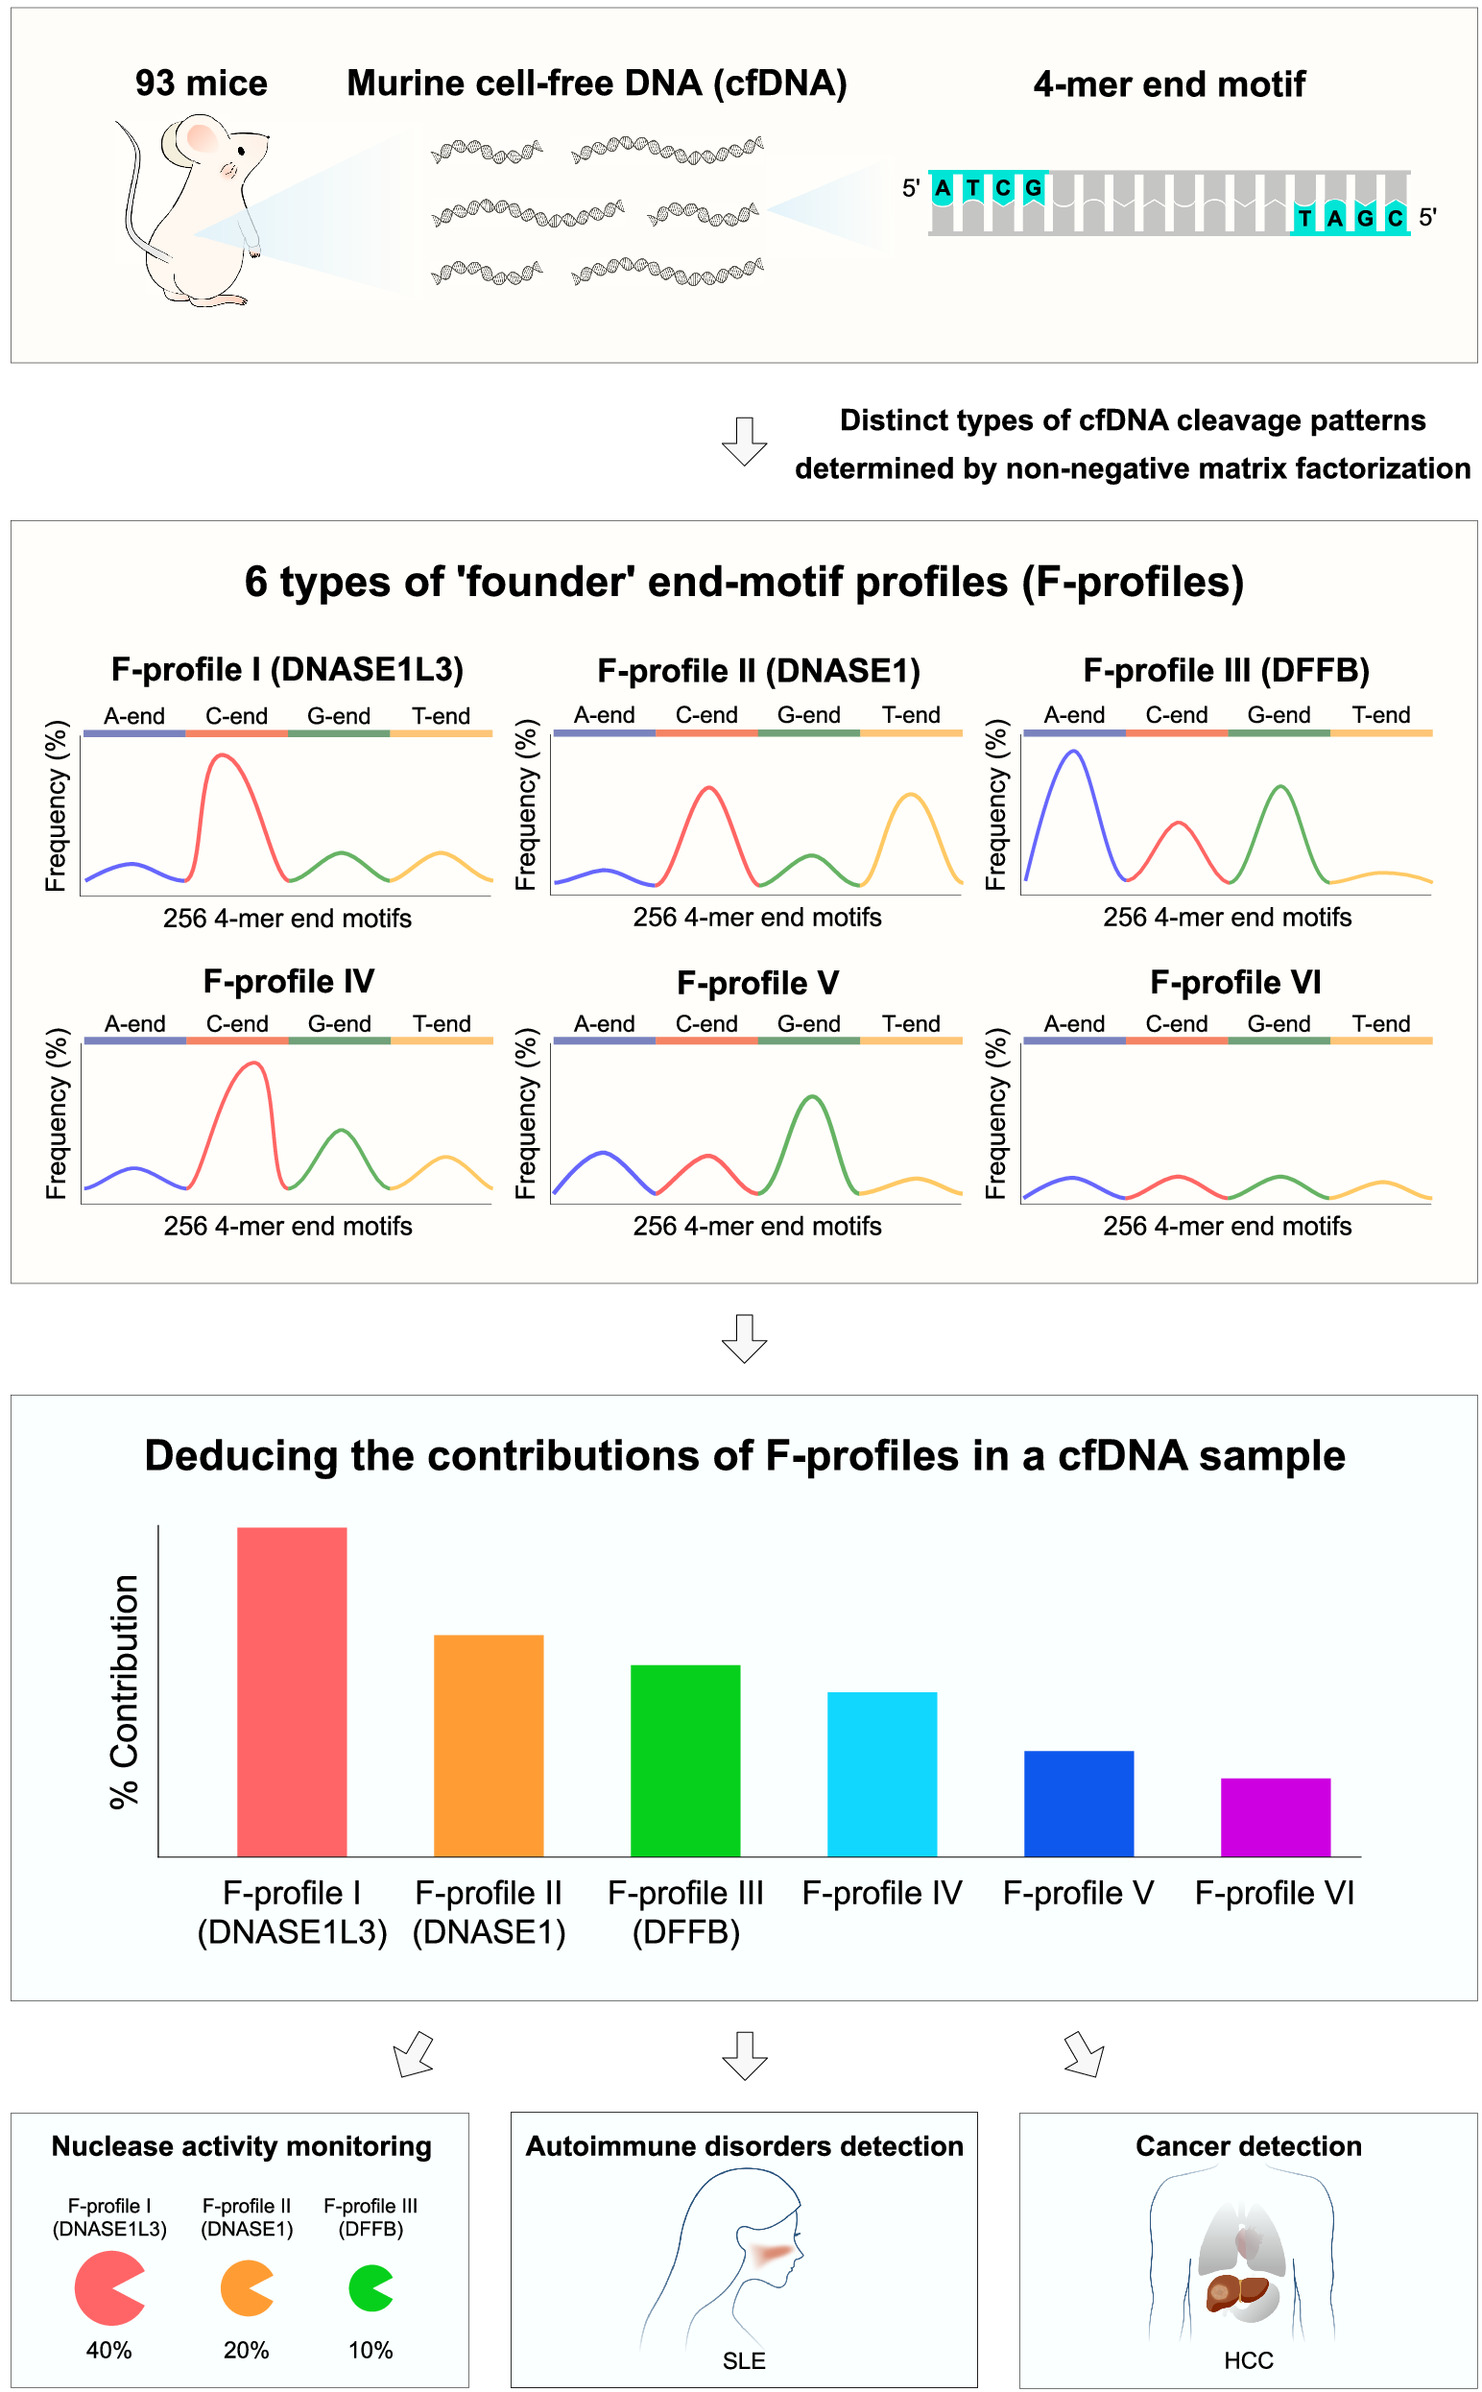 93 mice
Murine cell-free DNA (cfDNA)
4-mer end motif
5' A T C G
T A G C 5'
Distinct types of cfDNA cleavage patterns
determined by non-negative matrix factorization
6 types of 'founder' end-motif profiles (F-profiles)
F-profile I (DNASE1L3)
A-end C-end G-end T-end
Frequency (%)
256 4-mer end motifs
F-profile II (DNASE1)
A-end C-end G-end T-end
Frequency (%)
256 4-mer end motifs
F-profile III (DFFB)
A-end C-end G-end T-end
Frequency (%)
256 4-mer end motifs
F-profile IV
A-end C-end G-end T-end
Frequency (%)
256 4-mer end motifs
F-profile V
A-end C-end G-end T-end
Frequency (%)
256 4-mer end motifs
F-profile VI
A-end C-end G-end T-end
Frequency (%)
256 4-mer end motifs
Deducing the contributions of F-profiles in a cfDNA sample
% Contribution
F-profile I
(DNASE1L3)
F-profile II
(DNASE1)
F-profile III
(DFFB)
F-profile IV
F-profile V
F-profile VI
Nuclease activity monitoring
F-profile I
(DNASE1L3)
40%
F-profile II
(DNASE1)
20%
F-profile III
(DFFB)
10%
Autoimmune disorders detection
SLE
Cancer detection
HCC